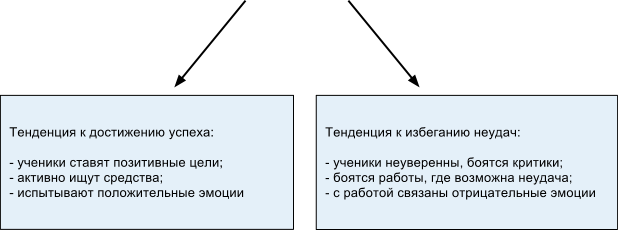 Тенденция к достижению успеха:
- ученики ставят позитивные цели;
- активно ищут средства;
- испытывают положительные эмоции
Тенденция к избеганию неудач:
- ученики неуверенны, боятся критики;
- боятся работы, где возможна неудача;
- с работой связаны отрицательные эмоции